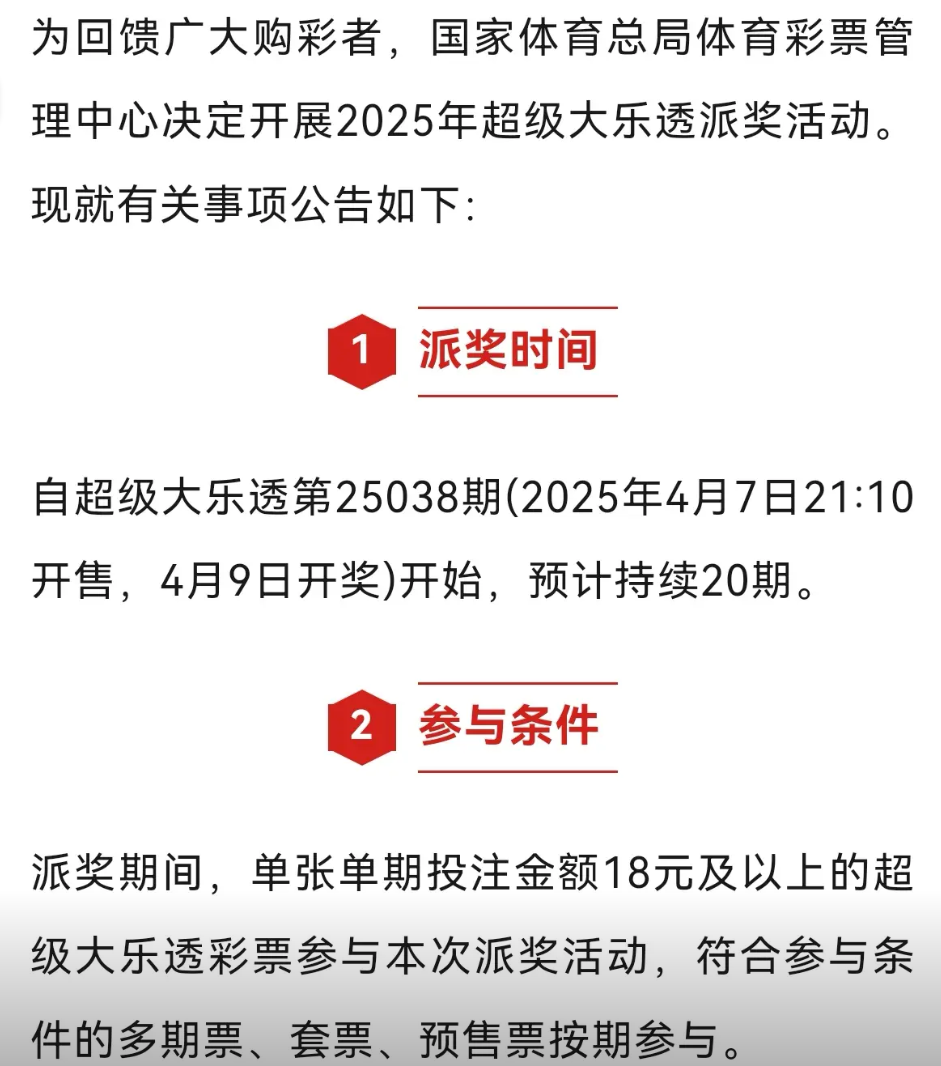 为回馈广大购彩者，国家体育总局体育彩票管
理中心决定开展2025年超级大乐透派奖活动。
现就有关事项公告如下：
1 派奖时间
自超级大乐透第25038期(2025年4月7日21:10
开售，4月9日开奖)开始，预计持续20期。
2 参与条件
派奖期间，单张单期投注金额18元及以上的超
级大乐透彩票参与本次派奖活动，符合参与条
件的多期票、套票、预售票按期参与。